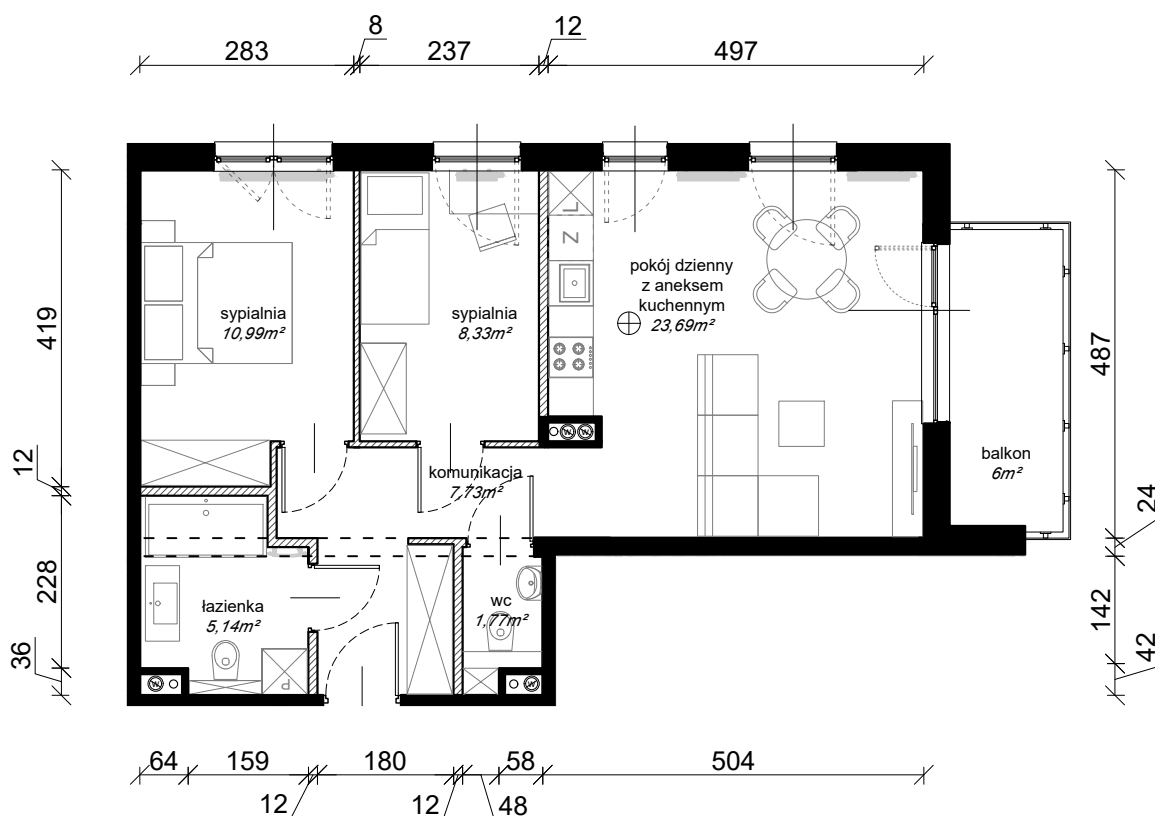 8
12
283
237
497
Z
L
pokój dzienny
z aneksem
kuchennym
23,69m²
sypialnia
10,99m²
sypialnia
8,33m²
419
487
balkon
6m²
komunikacja
7,73m²
12
24
łazienka
5,14m²
wc
1,77m²
228
142
36
42
P
64
159
180
58
504
12
12
48